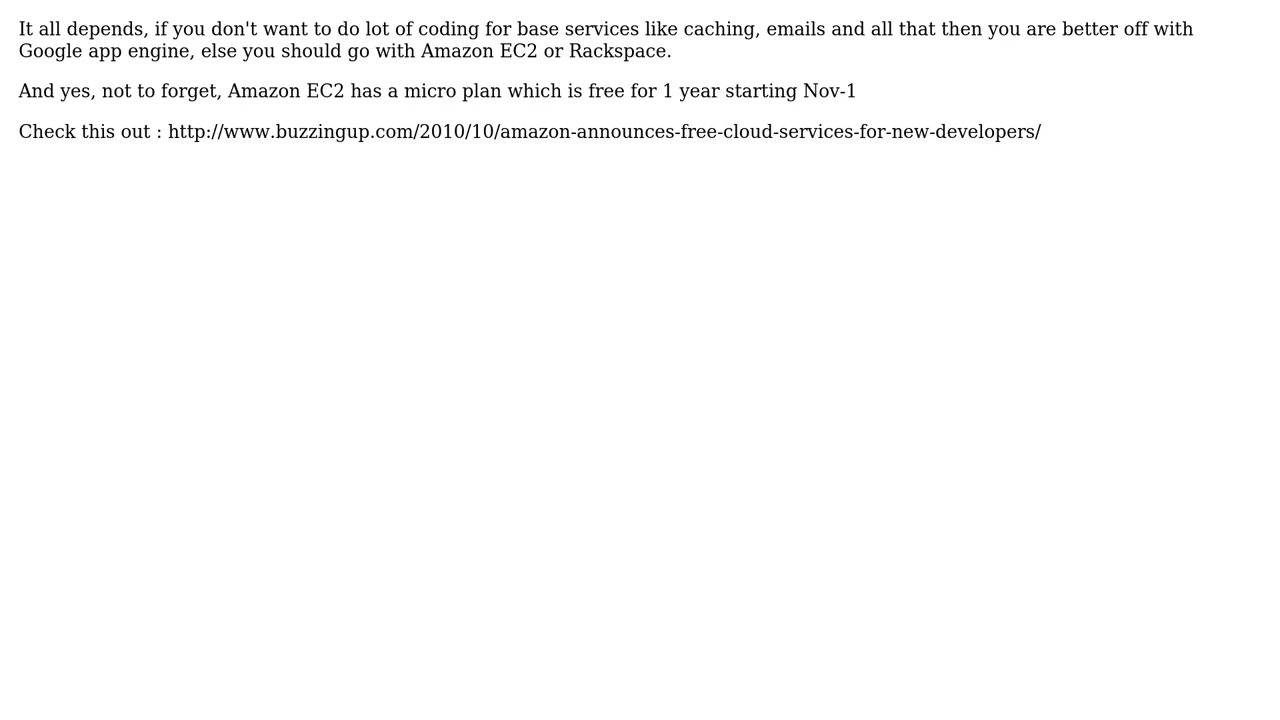 It all depends, if you don't want to do lot of coding for base services like caching, emails and all that then you are better off with
Google app engine, else you should go with Amazon EC2 or Rackspace.
And yes, not to forget, Amazon EC2 has a micro plan which is free for 1 year starting Nov-1
Check this out : http://www.buzzingup.com/2010/10/amazon-announces-free-cloud-services-for-new-developers/